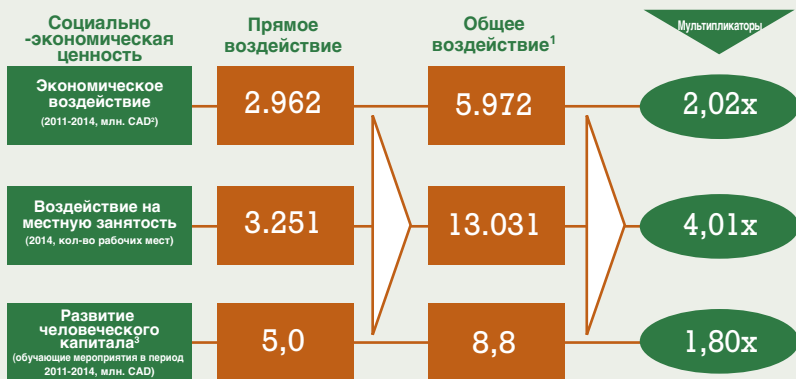 Социально
-экономическая
ценность
Прямое
воздействие
Общее
воздействие¹
Мультипликаторы
Экономическое
воздействие
(2011-2014, млн. CAD²)
2.962
5.972
2,02x
Воздействие на
местную занятость
(2014, кол-во рабочих мест)
3.251
13.031
4,01x
Развитие
человеческого
капитала³
(обучающие мероприятия в период
2011-2014, млн. CAD)
5,0
8,8
1,80x